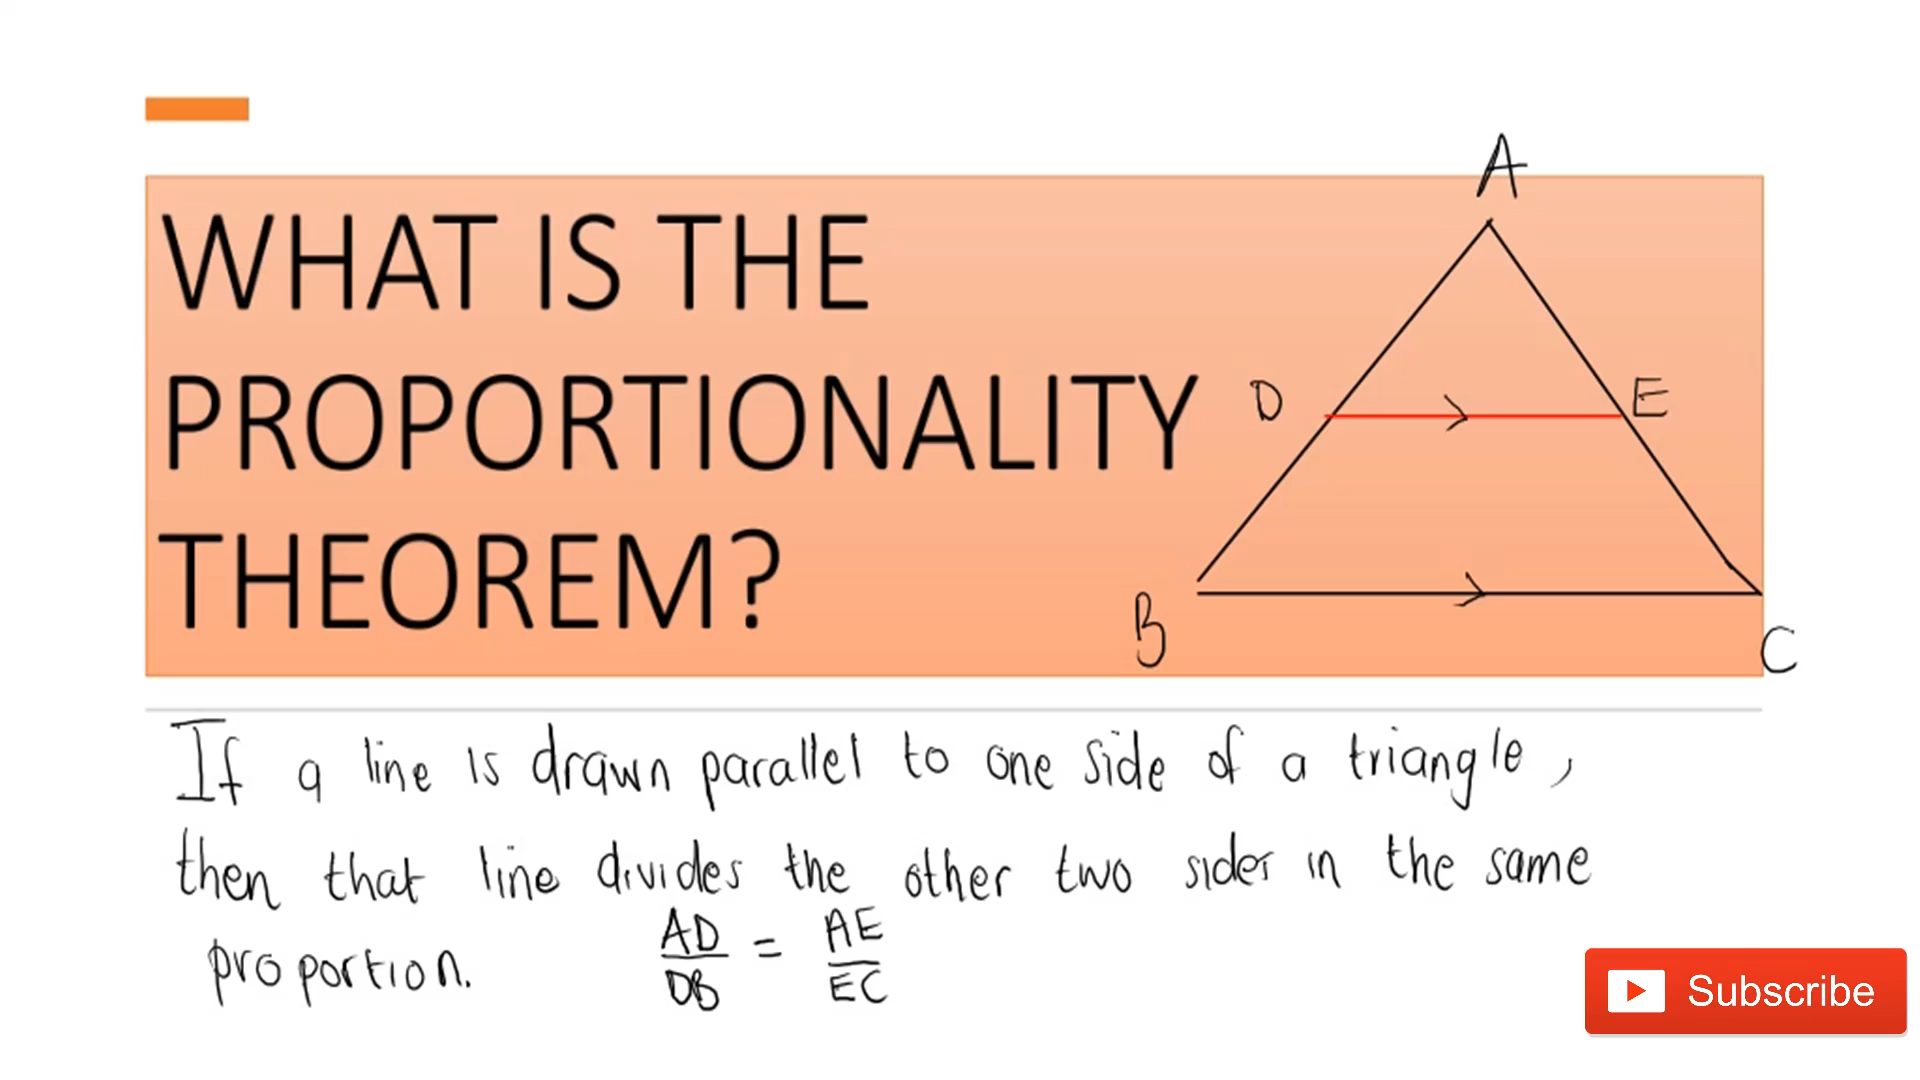 A
WHAT IS THE
PROPORTIONALITY
THEOREM?
D
E
B
C
If a line is drawn parallel to one side of a triangle,
then that line divides the other two sides in the same
proportion. AD/DB = AE/EC
Subscribe